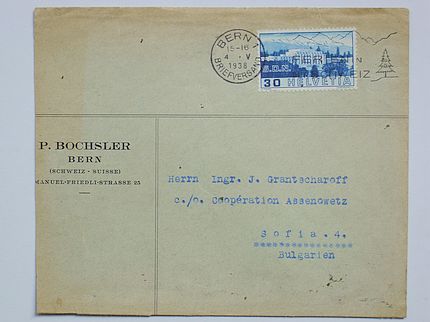 BERN 1
15-16
4 · V
1938
BRIEFVERSAND
S.D.N.
30 HELVETIA
P. BOCHSLER
BERN
(SCHWEIZ - SUISSE)
MANUEL-FRIEDLI-STRASSE 25
Herrn Ingr. J. Grantscharoff
c./o. Coopération Assenowetz
Sofia.4.
Bulgarien